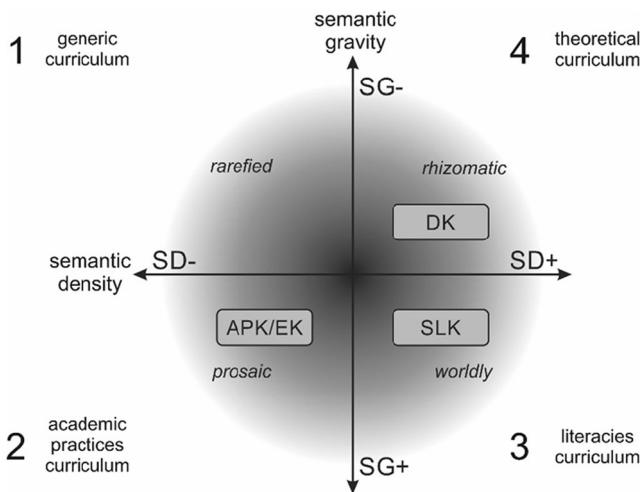 1
generic
curriculum
semantic
gravity
4
theoretical
curriculum
SG-
rarefied
rhizomatic
DK
semantic
density
SD-
SD+
APK/EK
SLK
prosaic
worldly
2
academic
practices
curriculum
SG+
3
literacies
curriculum